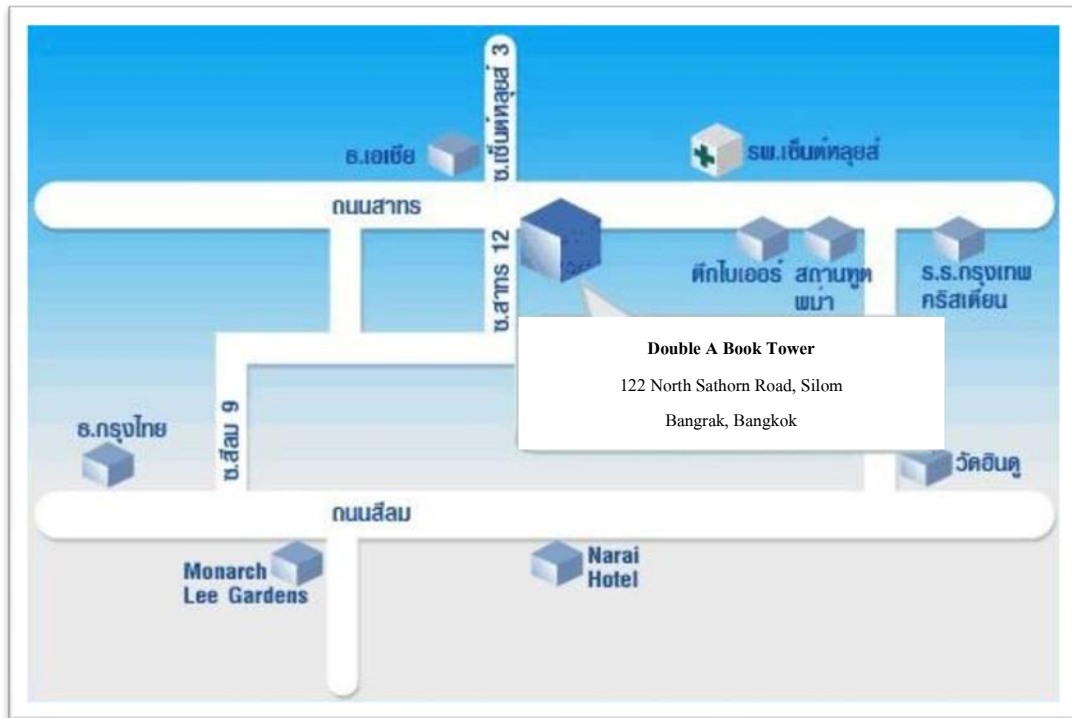 ซ.เซ็นต์หลุยส์ 3
ธ.เอเชีย
รพ.เซ็นต์หลุยส์
ถนนสาทร
ซ.สาทร 12
ตึกไบเออร์
สถานทูต
พม่า
ร.ร.กรุงเทพ
คริสเตียน
Double A Book Tower
122 North Sathorn Road, Silom
Bangrak, Bangkok
ธ.กรุงไทย
ซ.สีลม 9
วัดฮินดู
ถนนสีลม
Monarch
Lee Gardens
Narai
Hotel